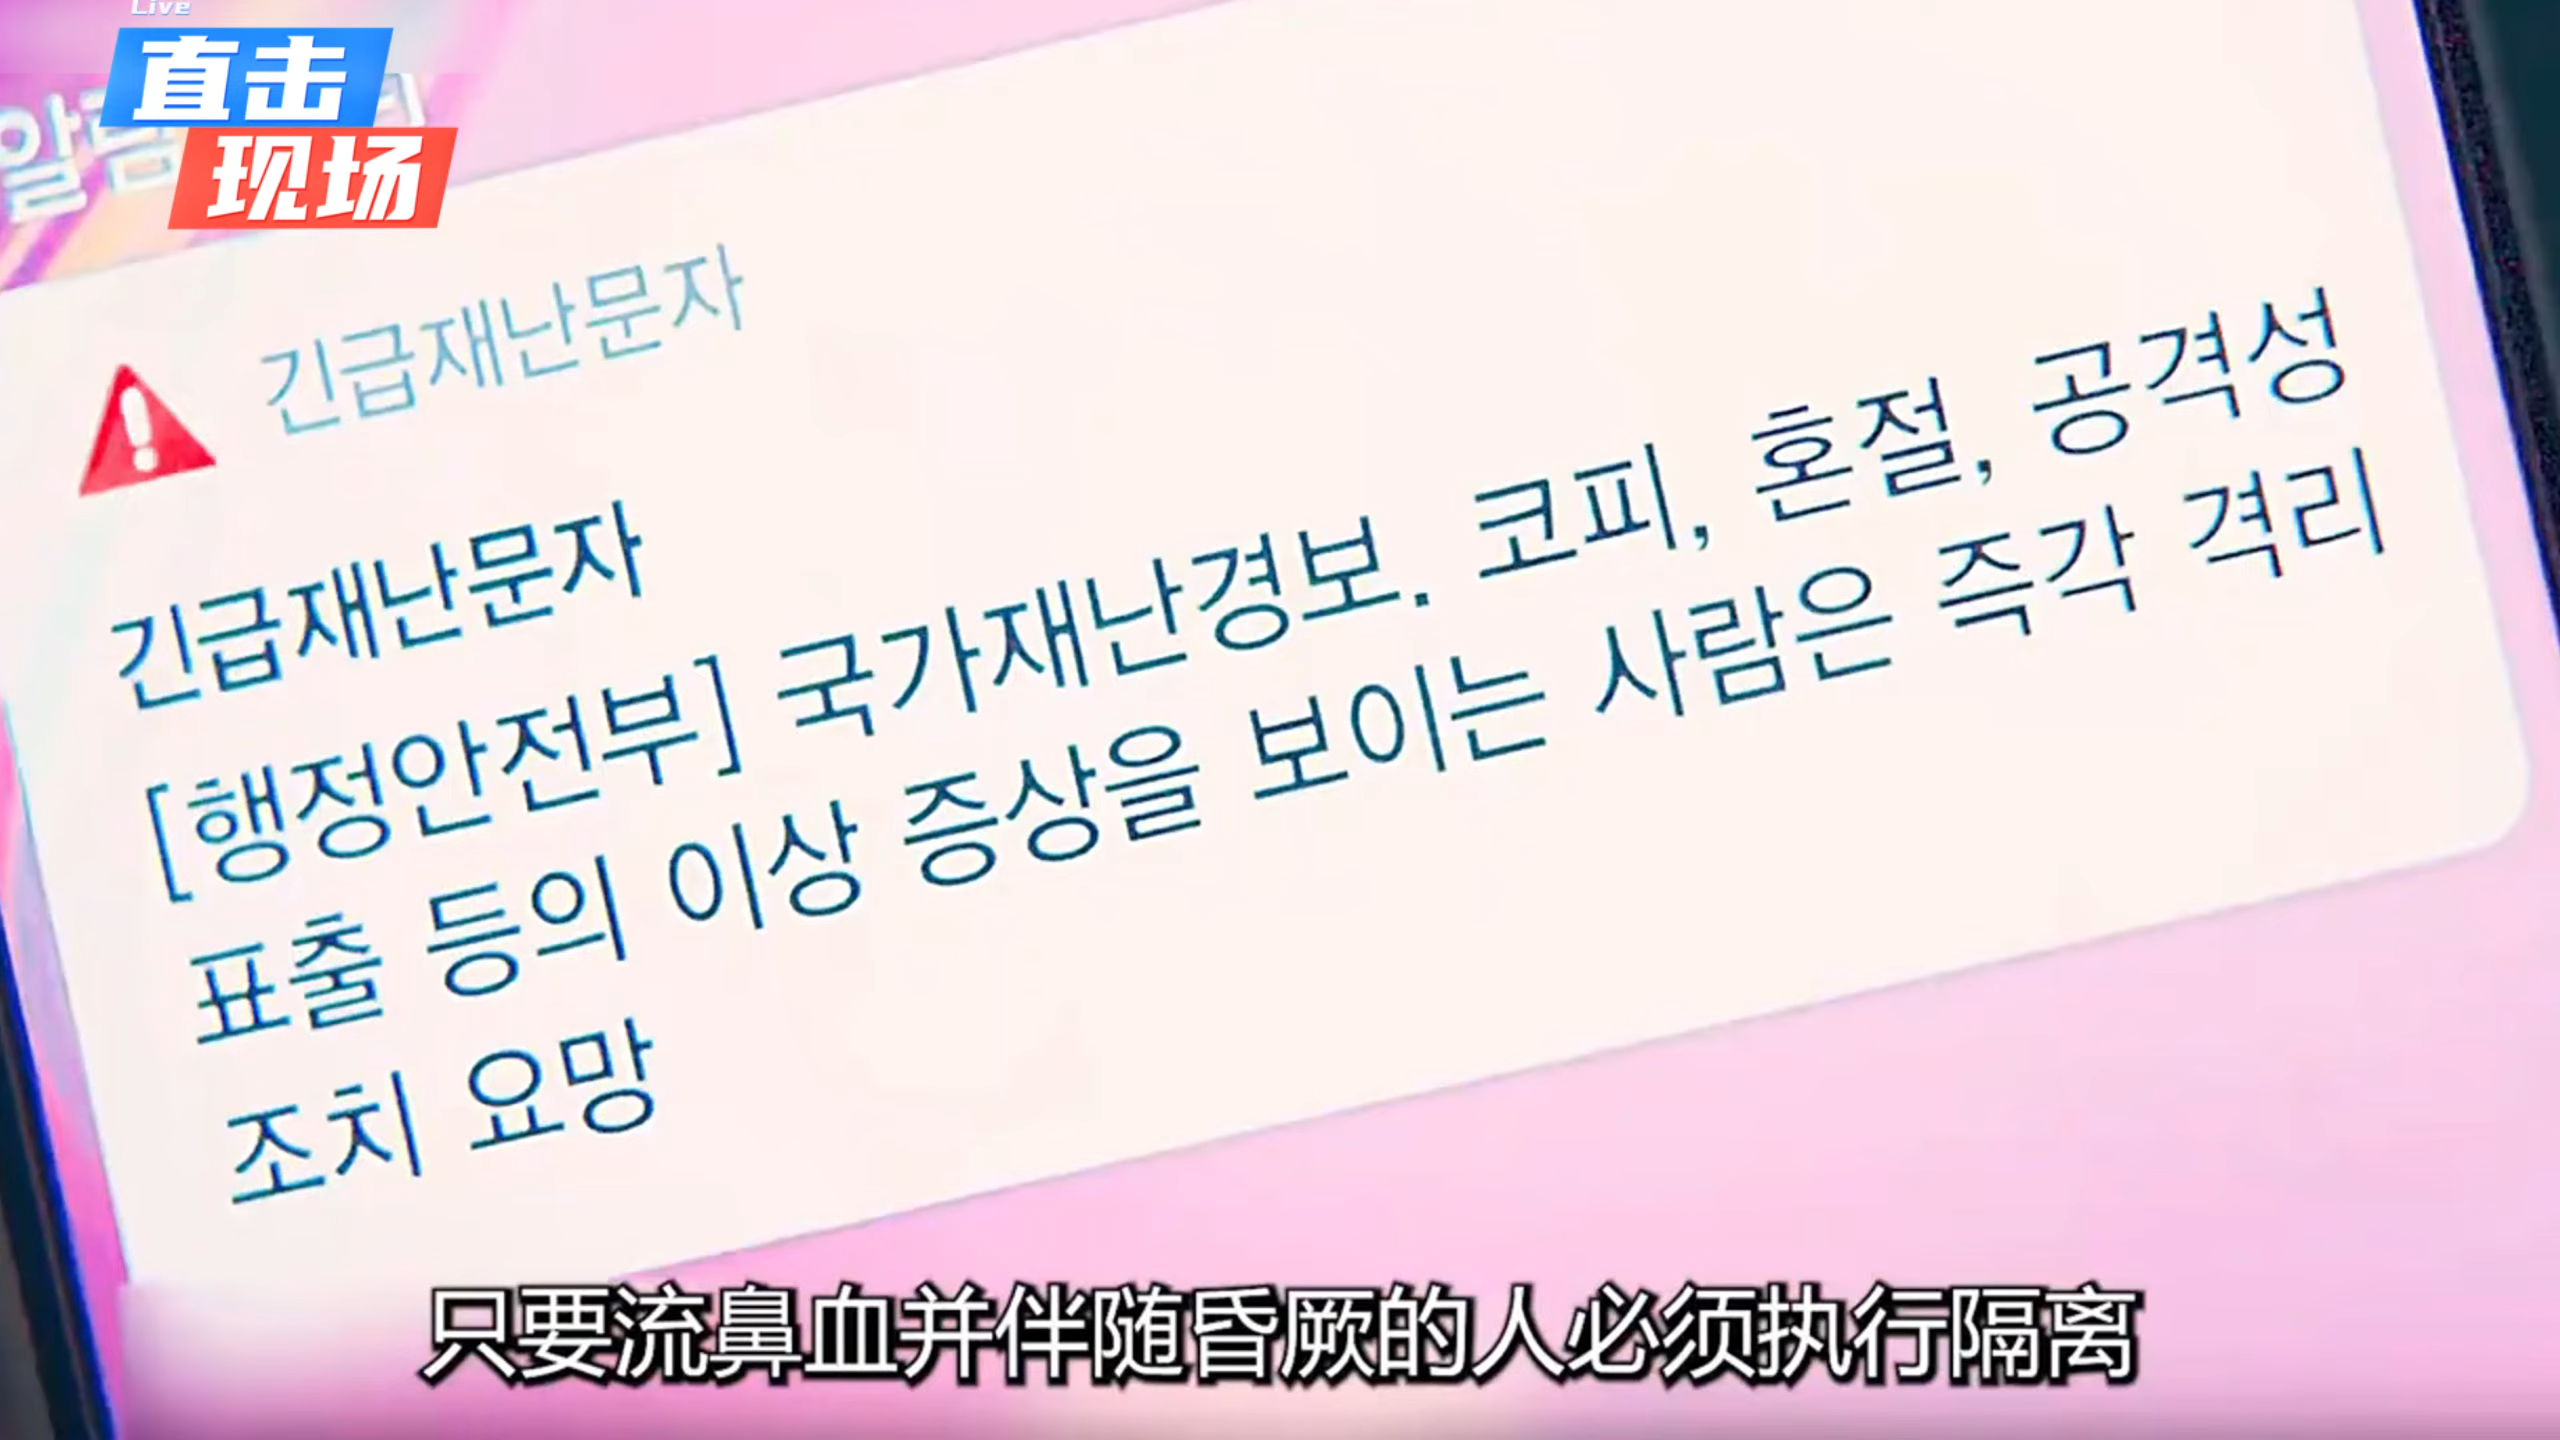 Live
直击
现场
긴급재난문자
긴급재난문자
[행정안전부] 국가재난경보. 코피, 혼절, 공격성
표출 등의 이상 증상을 보이는 사람은 즉각 격리
조치 요망
只要流鼻血并伴随昏厥的人必须执行隔离